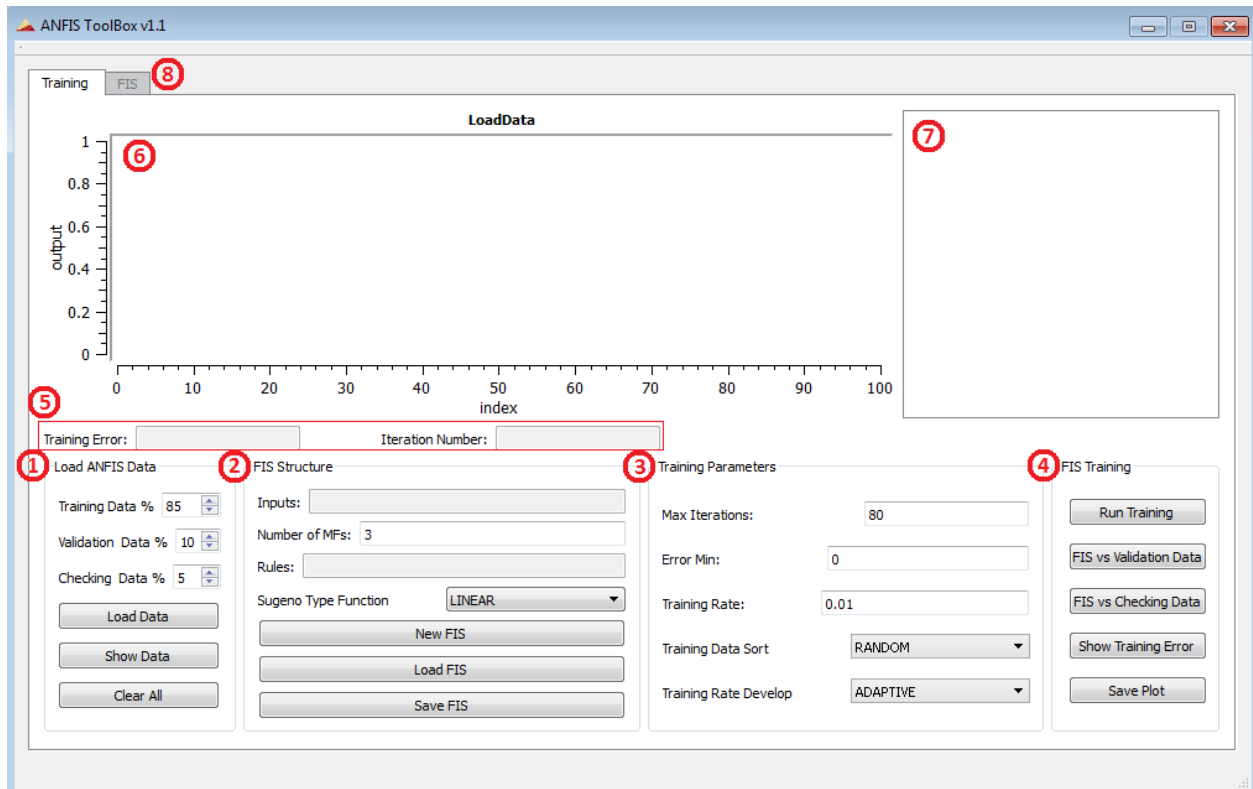 ANFIS ToolBox v1.1
Training FIS 8
LoadData
6
7
1
0.8
0.6
0.4
0.2
0
output
0 10 20 30 40 50 60 70 80 90 100
index
5
Training Error: Iteration Number:
1 Load ANFIS Data
Training Data % 85
Validation Data % 10
Checking Data % 5
Load Data
Show Data
Clear All
2 FIS Structure
Inputs:
Number of MFs: 3
Rules:
Sugeno Type Function LINEAR
New FIS
Load FIS
Save FIS
3 Training Parameters
Max Iterations: 80
Error Min: 0
Training Rate: 0.01
Training Data Sort RANDOM
Training Rate Develop ADAPTIVE
4 FIS Training
Run Training
FIS vs Validation Data
FIS vs Checking Data
Show Training Error
Save Plot